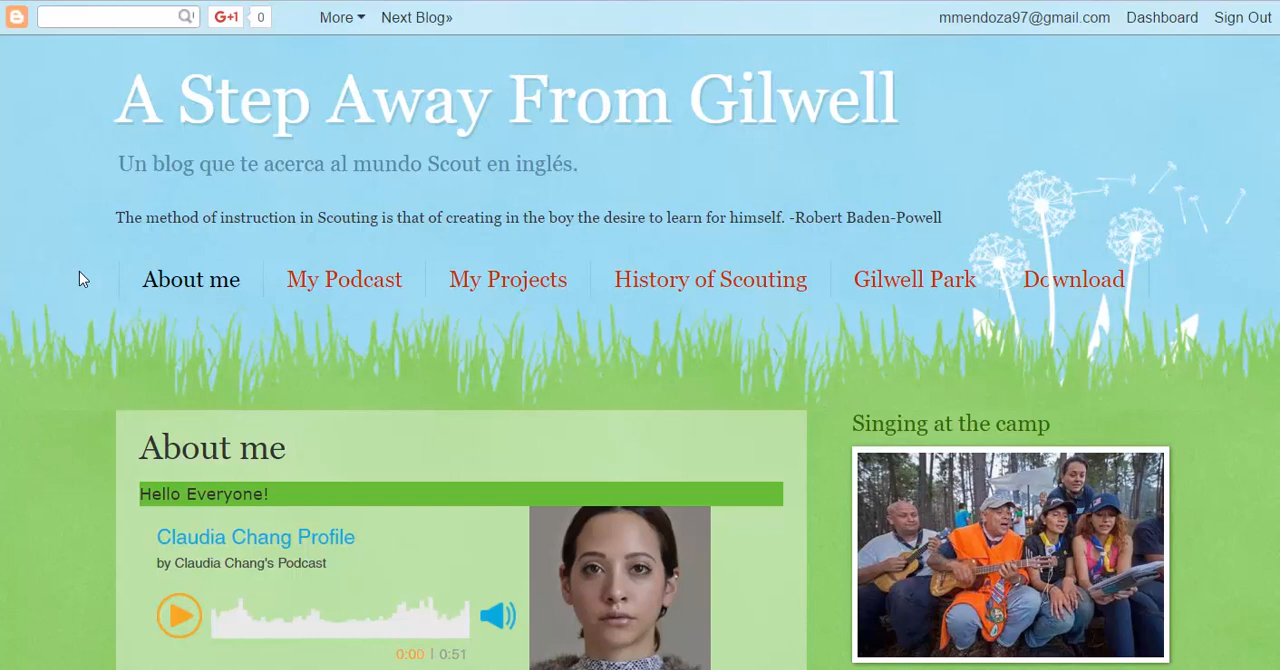 G+1 0 More Next Blog» mmendoza97@gmail.com Dashboard Sign Out
A Step Away From Gilwell
Un blog que te acerca al mundo Scout en inglés.
The method of instruction in Scouting is that of creating in the boy the desire to learn for himself. -Robert Baden-Powell
About me My Podcast My Projects History of Scouting Gilwell Park Download
About me
Hello Everyone!
Claudia Chang Profile
by Claudia Chang's Podcast
0:00 | 0:51
Singing at the camp